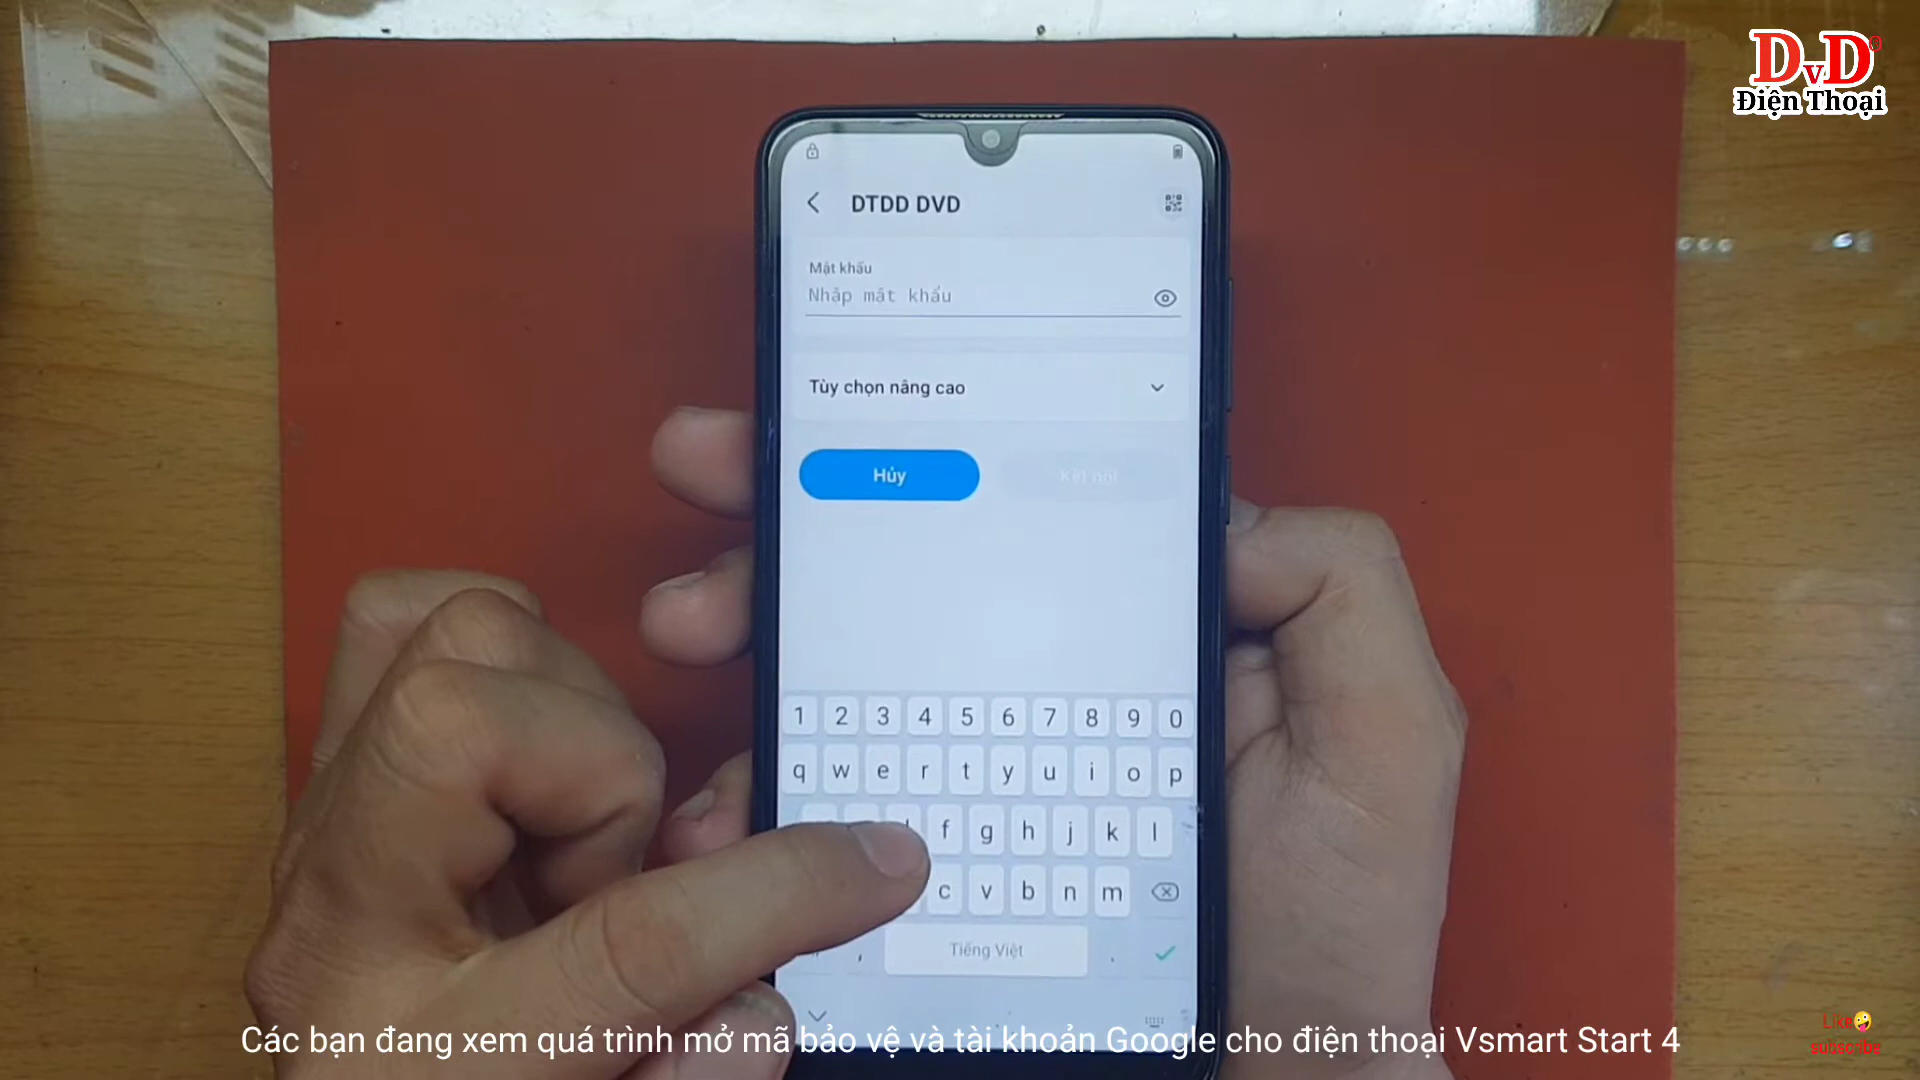 DvD
Điện Thoại
DTDD DVD
Mật khẩu
Nhập mật khẩu
Tùy chọn nâng cao
Hủy
Kết nối
1 2 3 4 5 6 7 8 9 0
q w e r t y u i o p
f g h j k l
c v b n m
, Tiếng Việt .
Các bạn đang xem quá trình mở mã bảo vệ và tài khoản Google cho điện thoại Vsmart Start 4
Like
subscribe